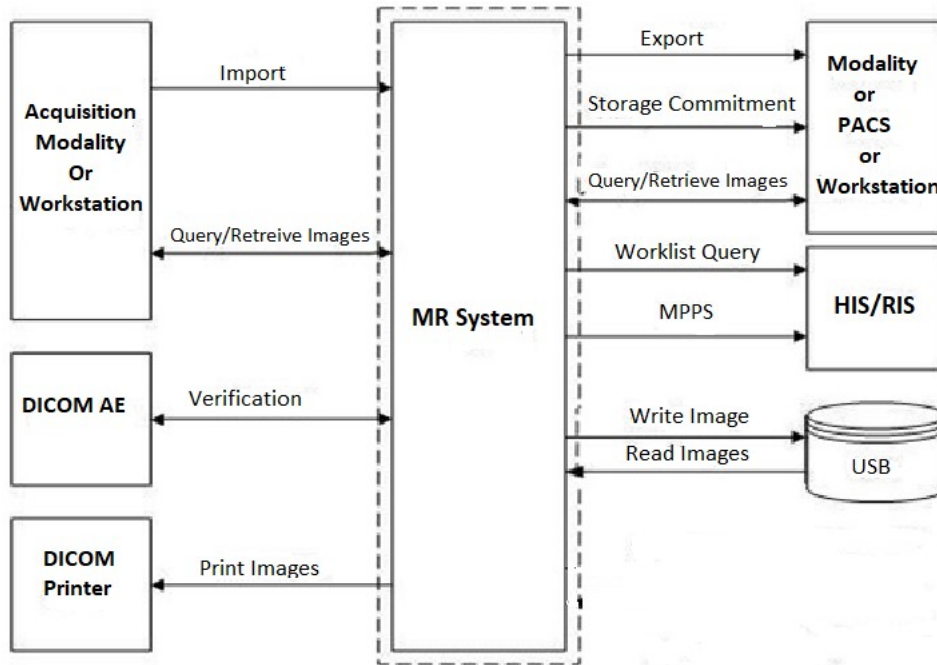 Import
Acquisition
Modality
Or
Workstation
Query/Retreive Images
DICOM AE
Verification
DICOM
Printer
Print Images
MR System
Export
Storage Commitment
Query/Retrieve Images
Modality
or
PACS
or
Workstation
Worklist Query
MPPS
HIS/RIS
Write Image
Read Images
USB